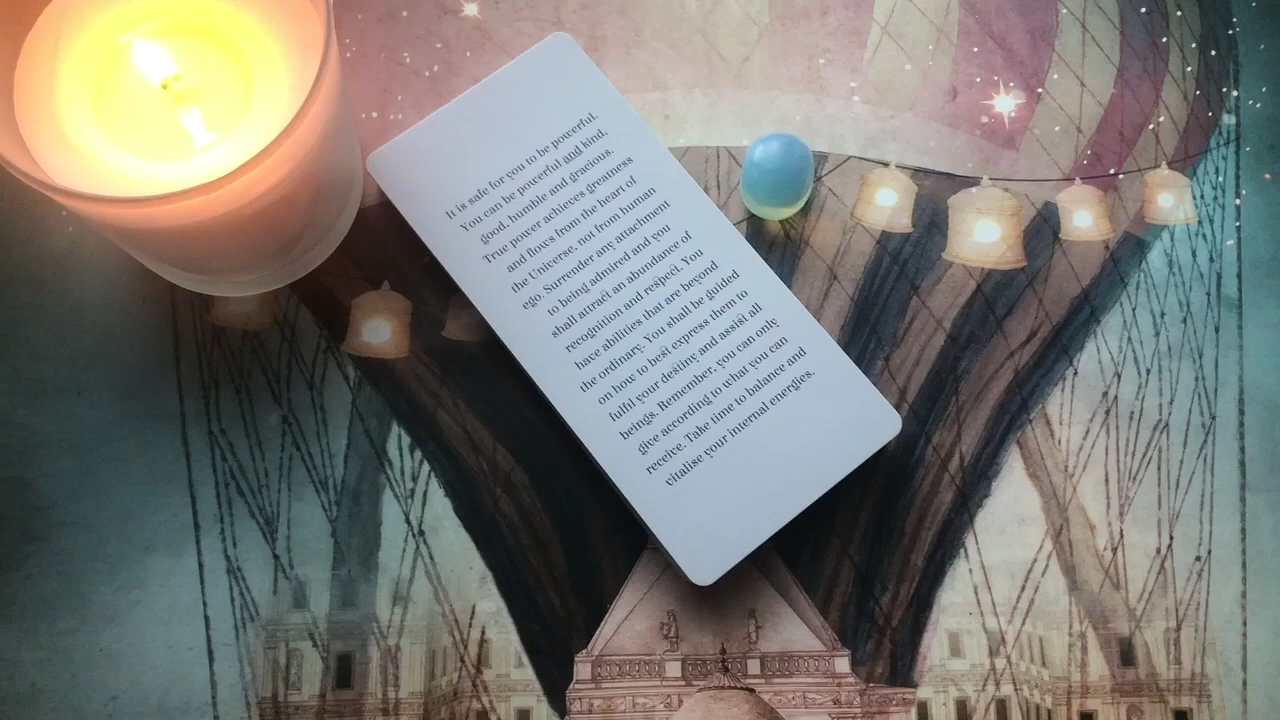 It is safe for you to be powerful.
You can be powerful and kind,
good, humble and gracious.
True power achieves greatness
and flows from the heart of
the Universe, not from human
ego. Surrender any attachment
to being admired and you
shall attract an abundance of
recognition and respect. You
have abilities that are beyond
the ordinary. You shall be guided
on how to best express them to
fulfil your destiny and assist all
beings. Remember, you can only
give according to what you can
receive. Take time to balance and
vitalise your internal energies.